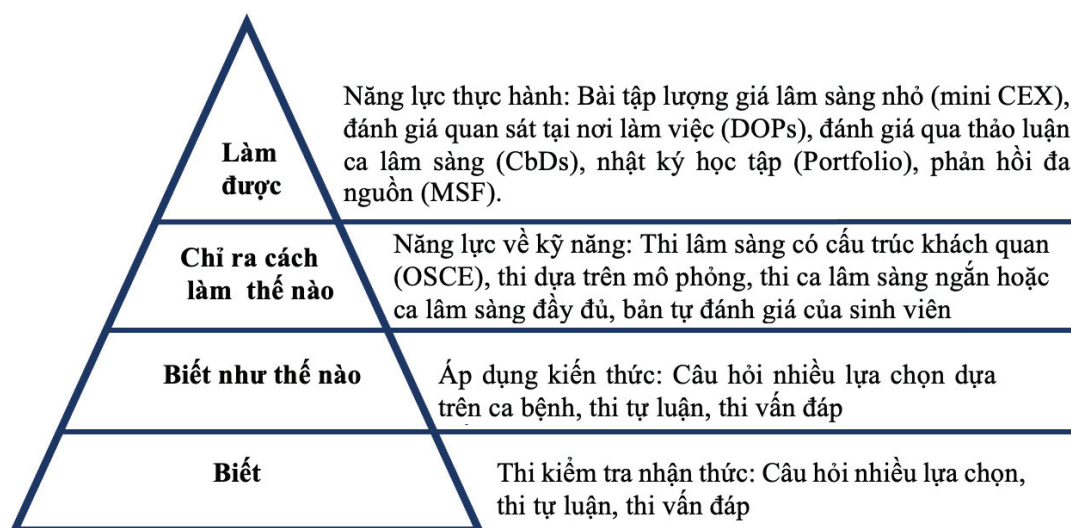 Làm
được
Năng lực thực hành: Bài tập lượng giá lâm sàng nhỏ (mini CEX),
đánh giá quan sát tại nơi làm việc (DOPs), đánh giá qua thảo luận
ca lâm sàng (CbDs), nhật ký học tập (Portfolio), phản hồi đa
nguồn (MSF).
Chỉ ra cách
làm thế nào
Năng lực về kỹ năng: Thi lâm sàng có cấu trúc khách quan
(OSCE), thi dựa trên mô phỏng, thi ca lâm sàng ngắn hoặc
ca lâm sàng đầy đủ, bản tự đánh giá của sinh viên
Biết như thế nào
Áp dụng kiến thức: Câu hỏi nhiều lựa chọn dựa
trên ca bệnh, thi tự luận, thi vấn đáp
Biết
Thi kiểm tra nhận thức: Câu hỏi nhiều lựa chọn,
thi tự luận, thi vấn đáp